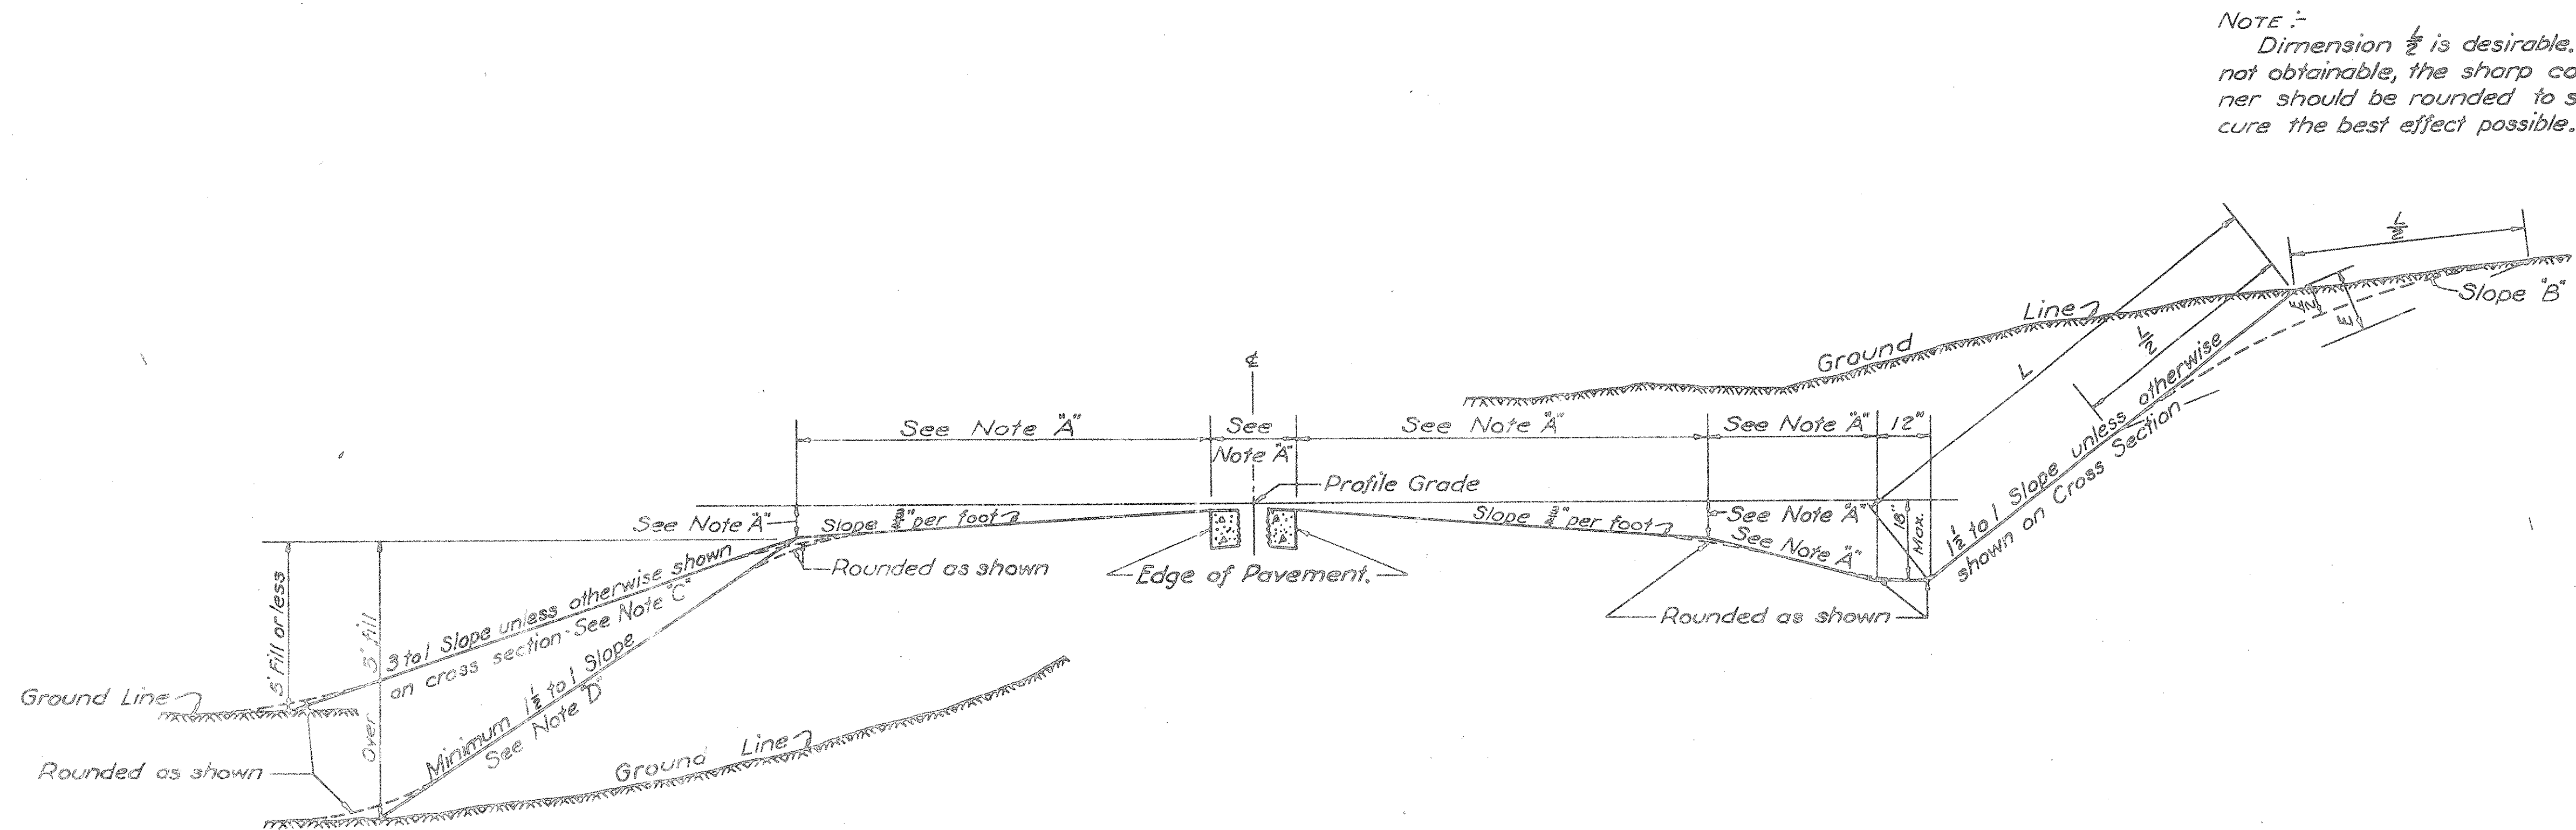 NOTE :-
Dimension L/2 is desirable.
not obtainable, the sharp co
ner should be rounded to s
cure the best effect possible.
L/2
Slope "B"
E/2
E
Line
Ground
L/2
L
℄
See Note "A"
See
Note "A"
See Note "A"
See Note "A"
12"
Profile Grade
See Note "A"
Slope per foot
Slope per foot
See Note "A"
See Note "A"
18"
Max.
1 1/2 to 1 Slope unless otherwise
shown on Cross Section
Rounded as shown
Edge of Pavement.
Rounded as shown
5' Fill or less
Over 5' fill
3 to 1 Slope unless otherwise shown
on cross section - See Note "C"
Minimum 1 1/2 to 1 Slope
See Note "D"
Ground Line
Rounded as shown
Ground Line